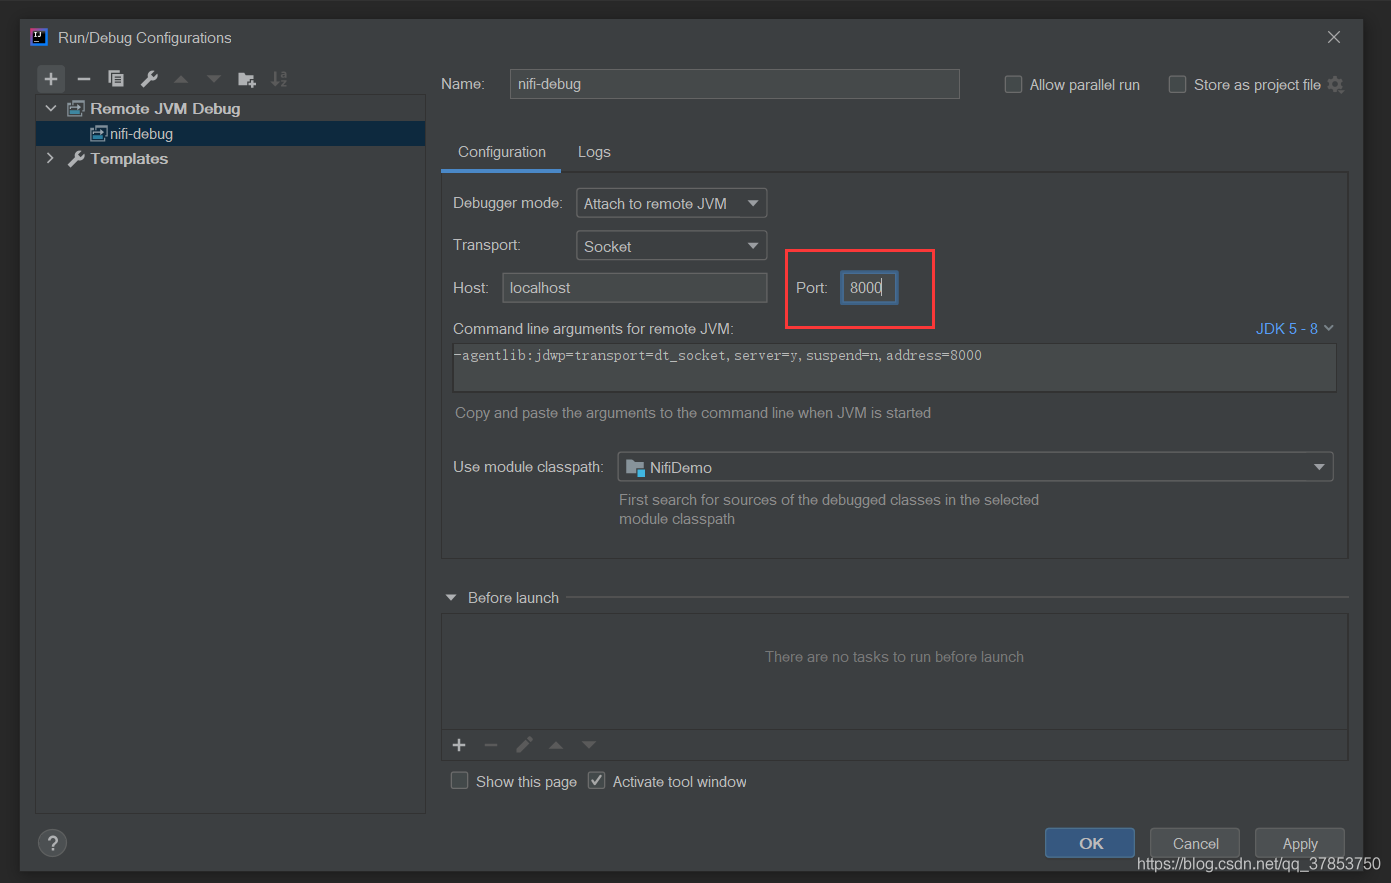 Run/Debug Configurations
Name: nifi-debug
Allow parallel run
Store as project file
Remote JVM Debug
nifi-debug
Templates
Configuration Logs
Debugger mode: Attach to remote JVM
Transport: Socket
Host: localhost Port: 8000
Command line arguments for remote JVM: JDK 5 - 8
-agentlib:jdwp=transport=dt_socket,server=y,suspend=n,address=8000
Copy and paste the arguments to the command line when JVM is started
Use module classpath: NifiDemo
First search for sources of the debugged classes in the selected
module classpath
Before launch
There are no tasks to run before launch
Show this page Activate tool window
?
OK Cancel Apply
https://blog.csdn.net/qq_37853750